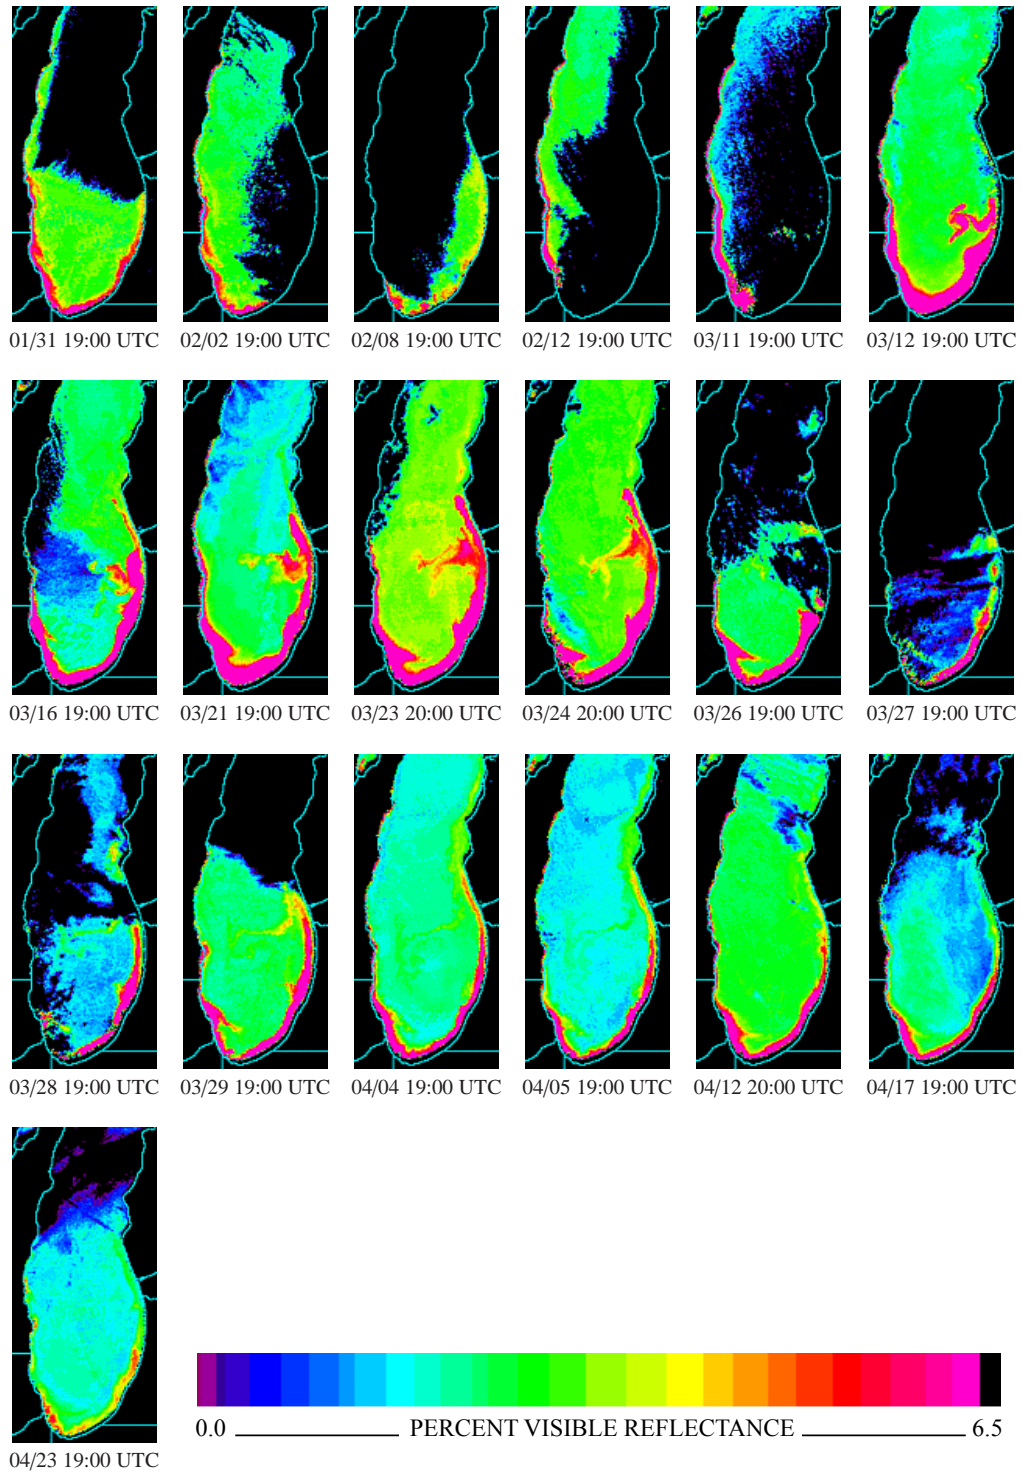 01/31 19:00 UTC
02/02 19:00 UTC
02/08 19:00 UTC
02/12 19:00 UTC
03/11 19:00 UTC
03/12 19:00 UTC
03/16 19:00 UTC
03/21 19:00 UTC
03/23 20:00 UTC
03/24 20:00 UTC
03/26 19:00 UTC
03/27 19:00 UTC
03/28 19:00 UTC
03/29 19:00 UTC
04/04 19:00 UTC
04/05 19:00 UTC
04/12 20:00 UTC
04/17 19:00 UTC
0.0 PERCENT VISIBLE REFLECTANCE 6.5
04/23 19:00 UTC